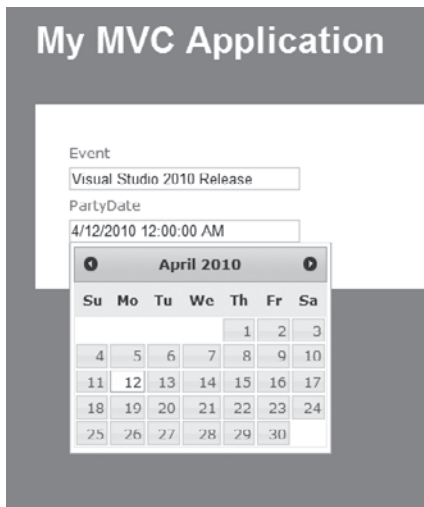 My MVC Application
Event
Visual Studio 2010 Release
PartyDate
4/12/2010 12:00:00 AM
April 2010
Su Mo Tu We Th Fr Sa
1 2 3
4 5 6 7 8 9 10
11 12 13 14 15 16 17
18 19 20 21 22 23 24
25 26 27 28 29 30